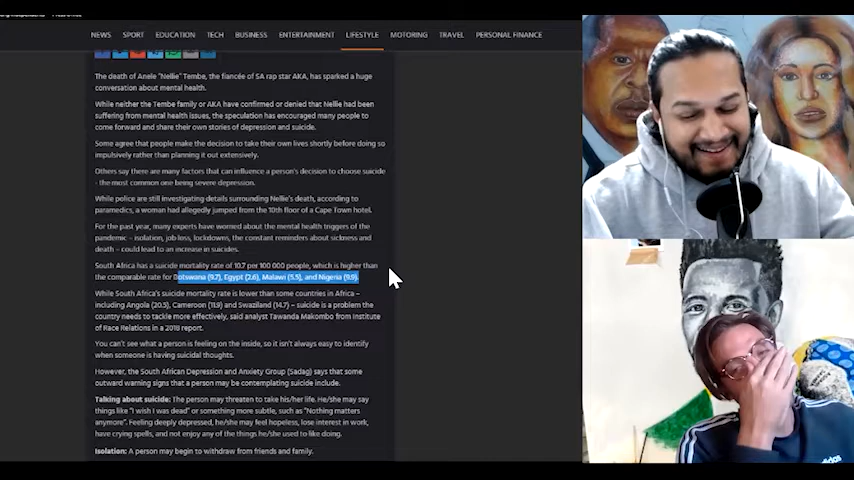 NEWS SPORT EDUCATION TECH BUSINESS ENTERTAINMENT LIFESTYLE MOTORING TRAVEL PERSONAL FINANCE
The death of Anele "Nellie" Tembe, the fiancée of SA rap star AKA, has sparked a huge
conversation about mental health.
While neither the Tembe family or AKA have confirmed or denied that Nellie had been
suffering from mental health issues, the speculation has encouraged many people to
come forward and share their own stories of depression and suicide.
Some agree that people make the decision to take their own lives shortly before doing so
impulsively rather than planning it out extensively.
Others say there are many factors that can influence a person's decision to choose suicide
- the most common one being severe depression.
While police are still investigating details surrounding Nellie's death, according to
paramedics, a woman had allegedly jumped from the 10th floor of a Cape Town hotel.
For the past year, many experts have worried about the mental health triggers of the
pandemic – isolation, job loss, lockdowns, the constant reminders about sickness and
death – could lead to an increase in suicides.
South Africa has a suicide mortality rate of 10.7 per 100 000 people, which is higher than
the comparable rate for Botswana (9.7), Egypt (2.6), Malawi (5.5), and Nigeria (9.9).
While South Africa's suicide mortality rate is lower than some countries in Africa –
including Angola (20.5), Cameroon (11.9) and Swaziland (14.7) – suicide is a problem the
country needs to tackle more effectively, said analyst Tawanda Makombo from Institute
of Race Relations in a 2018 report.
You can't see what a person is feeling on the inside, so it isn't always easy to identify
when someone is having suicidal thoughts.
However, the South African Depression and Anxiety Group (Sadag) says that some
outward warning signs that a person may be contemplating suicide include.
Talking about suicide: The person may threaten to take his/her life. He/she may say
things like "I wish I was dead" or something more subtle, such as "Nothing matters
anymore". Feeling deeply depressed, he/she may feel hopeless, lose interest in work,
have crying spells, and not enjoy any of the things he/she used to like doing.
Isolation: A person may begin to withdraw from friends and family.